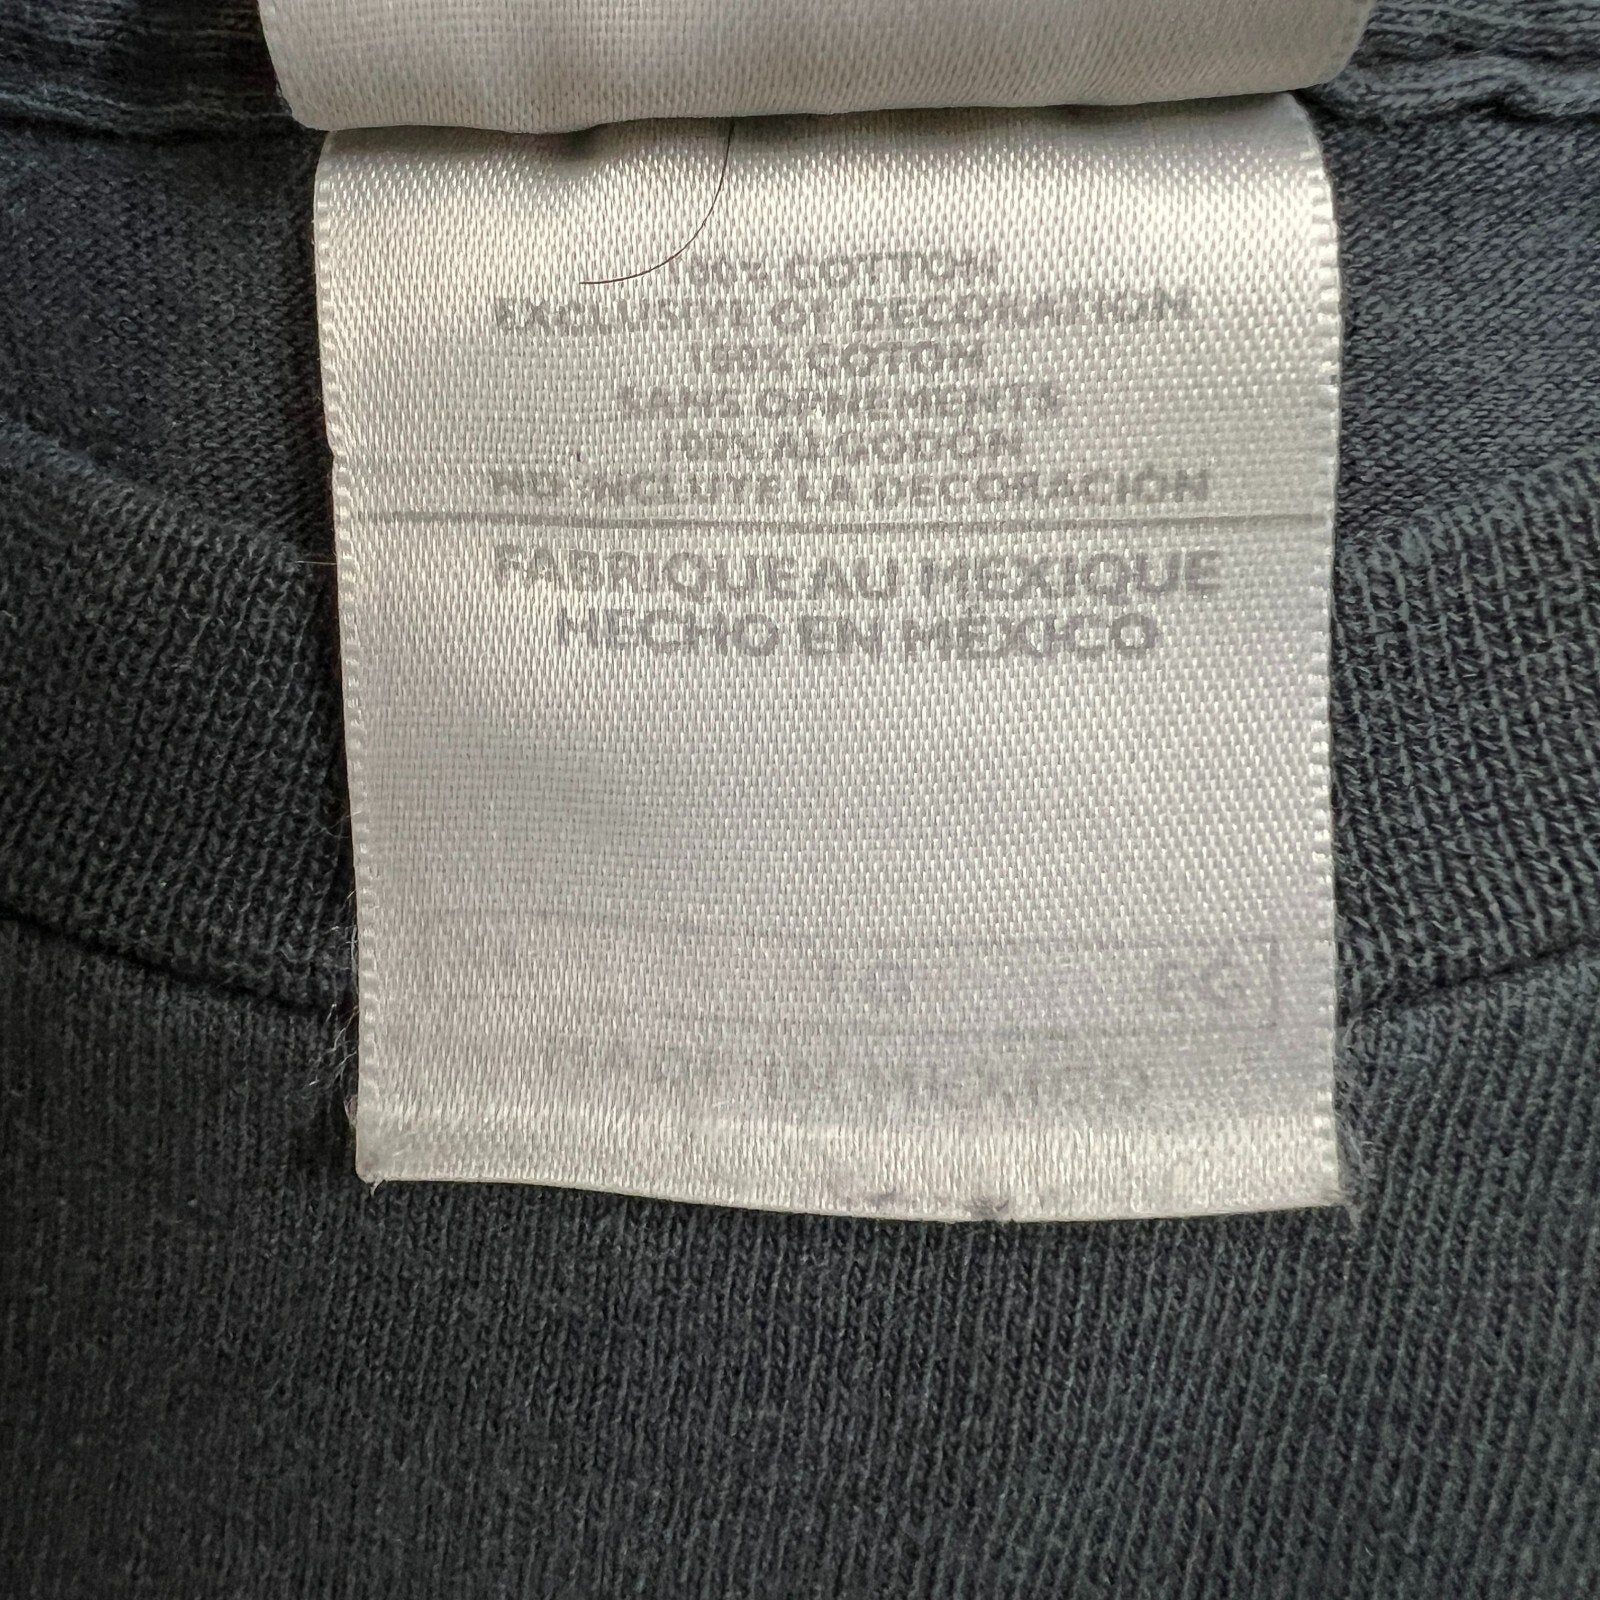 100% COTTON
EXCLUSIVE OF DECORATION
100% COTON
SANS ORNEMENTS
100% ALGODÓN
NO INCLUYE LA DECORACIÓN
FABRIQUE AU MEXIQUE
HECHO EN MÉXICO